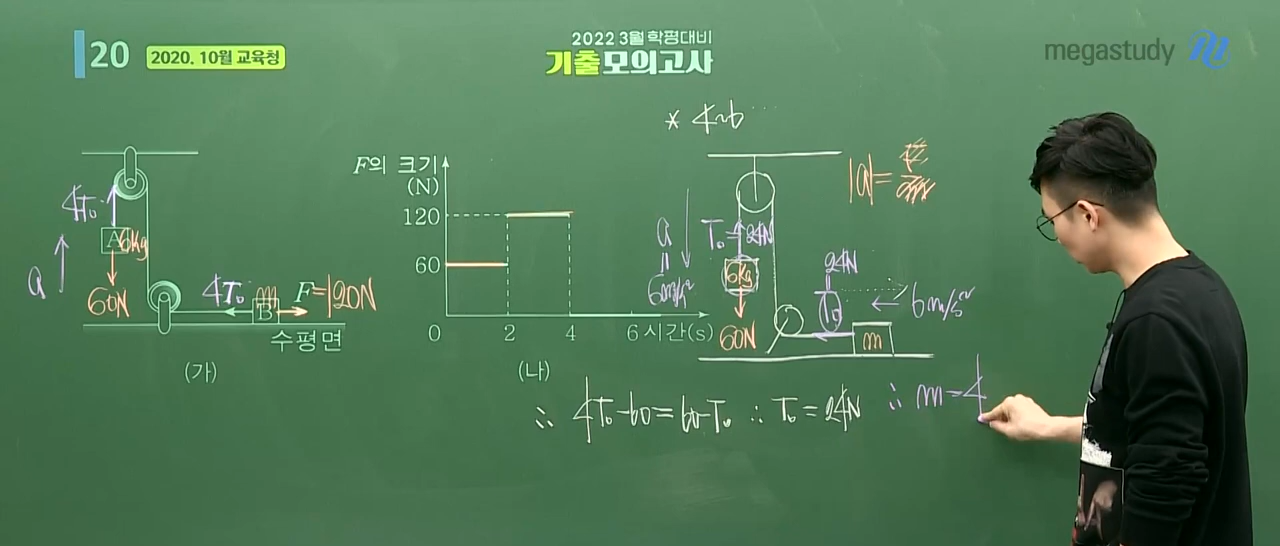 20 2020. 10월 교육청
2022 3월 학평대비
기출모의고사
megastudy
* 4~6
F의 크기
(N)
120
60
0 2 4 6 시간(s)
(나)
4T₀
A 6kg
a
60N
4T₀
m
B
F=120N
수평면
(가)
|a|=
a
=
6m/s²
T₀=24N
6kg
60N
24N
T₀
6m/s²
m
∴ 4T₀-60=60-T₀ ∴ T₀=24N ∴ m=4